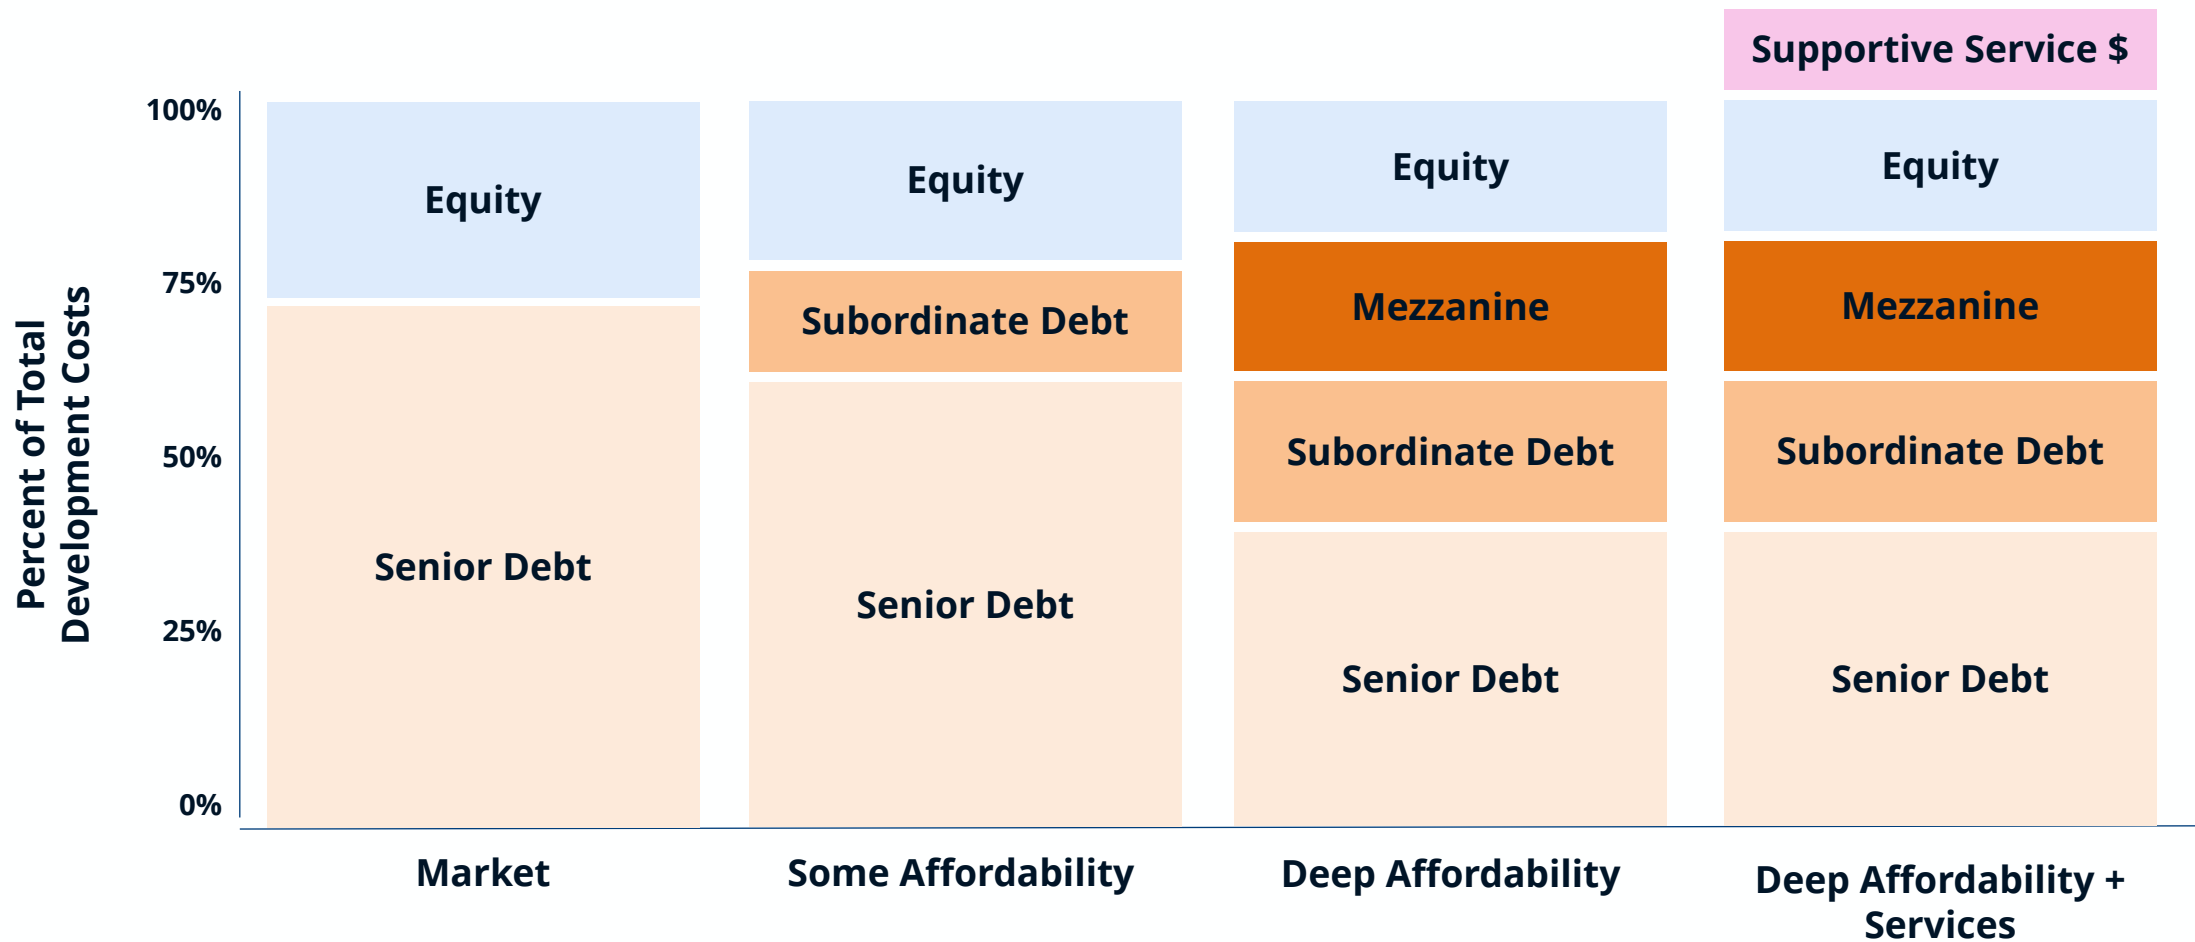 Supportive Service $
Percent of Total
Development Costs
100%
75%
50%
25%
0%
Equity
Senior Debt
Equity
Subordinate Debt
Senior Debt
Equity
Mezzanine
Subordinate Debt
Senior Debt
Equity
Mezzanine
Subordinate Debt
Senior Debt
Market
Some Affordability
Deep Affordability
Deep Affordability +
Services